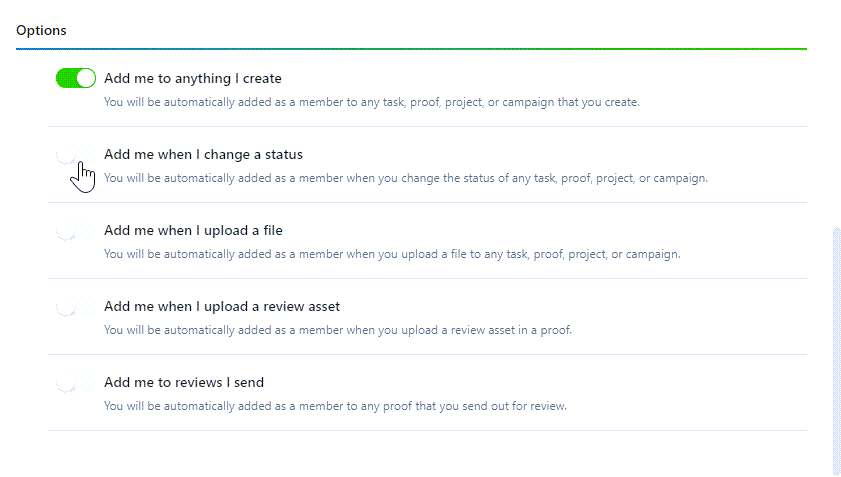 Options
Add me to anything I create
You will be automatically added as a member to any task, proof, project, or campaign that you create.
Add me when I change a status
You will be automatically added as a member when you change the status of any task, proof, project, or campaign.
Add me when I upload a file
You will be automatically added as a member when you upload a file to any task, proof, project, or campaign.
Add me when I upload a review asset
You will be automatically added as a member when you upload a review asset in a proof.
Add me to reviews I send
You will be automatically added as a member to any proof that you send out for review.